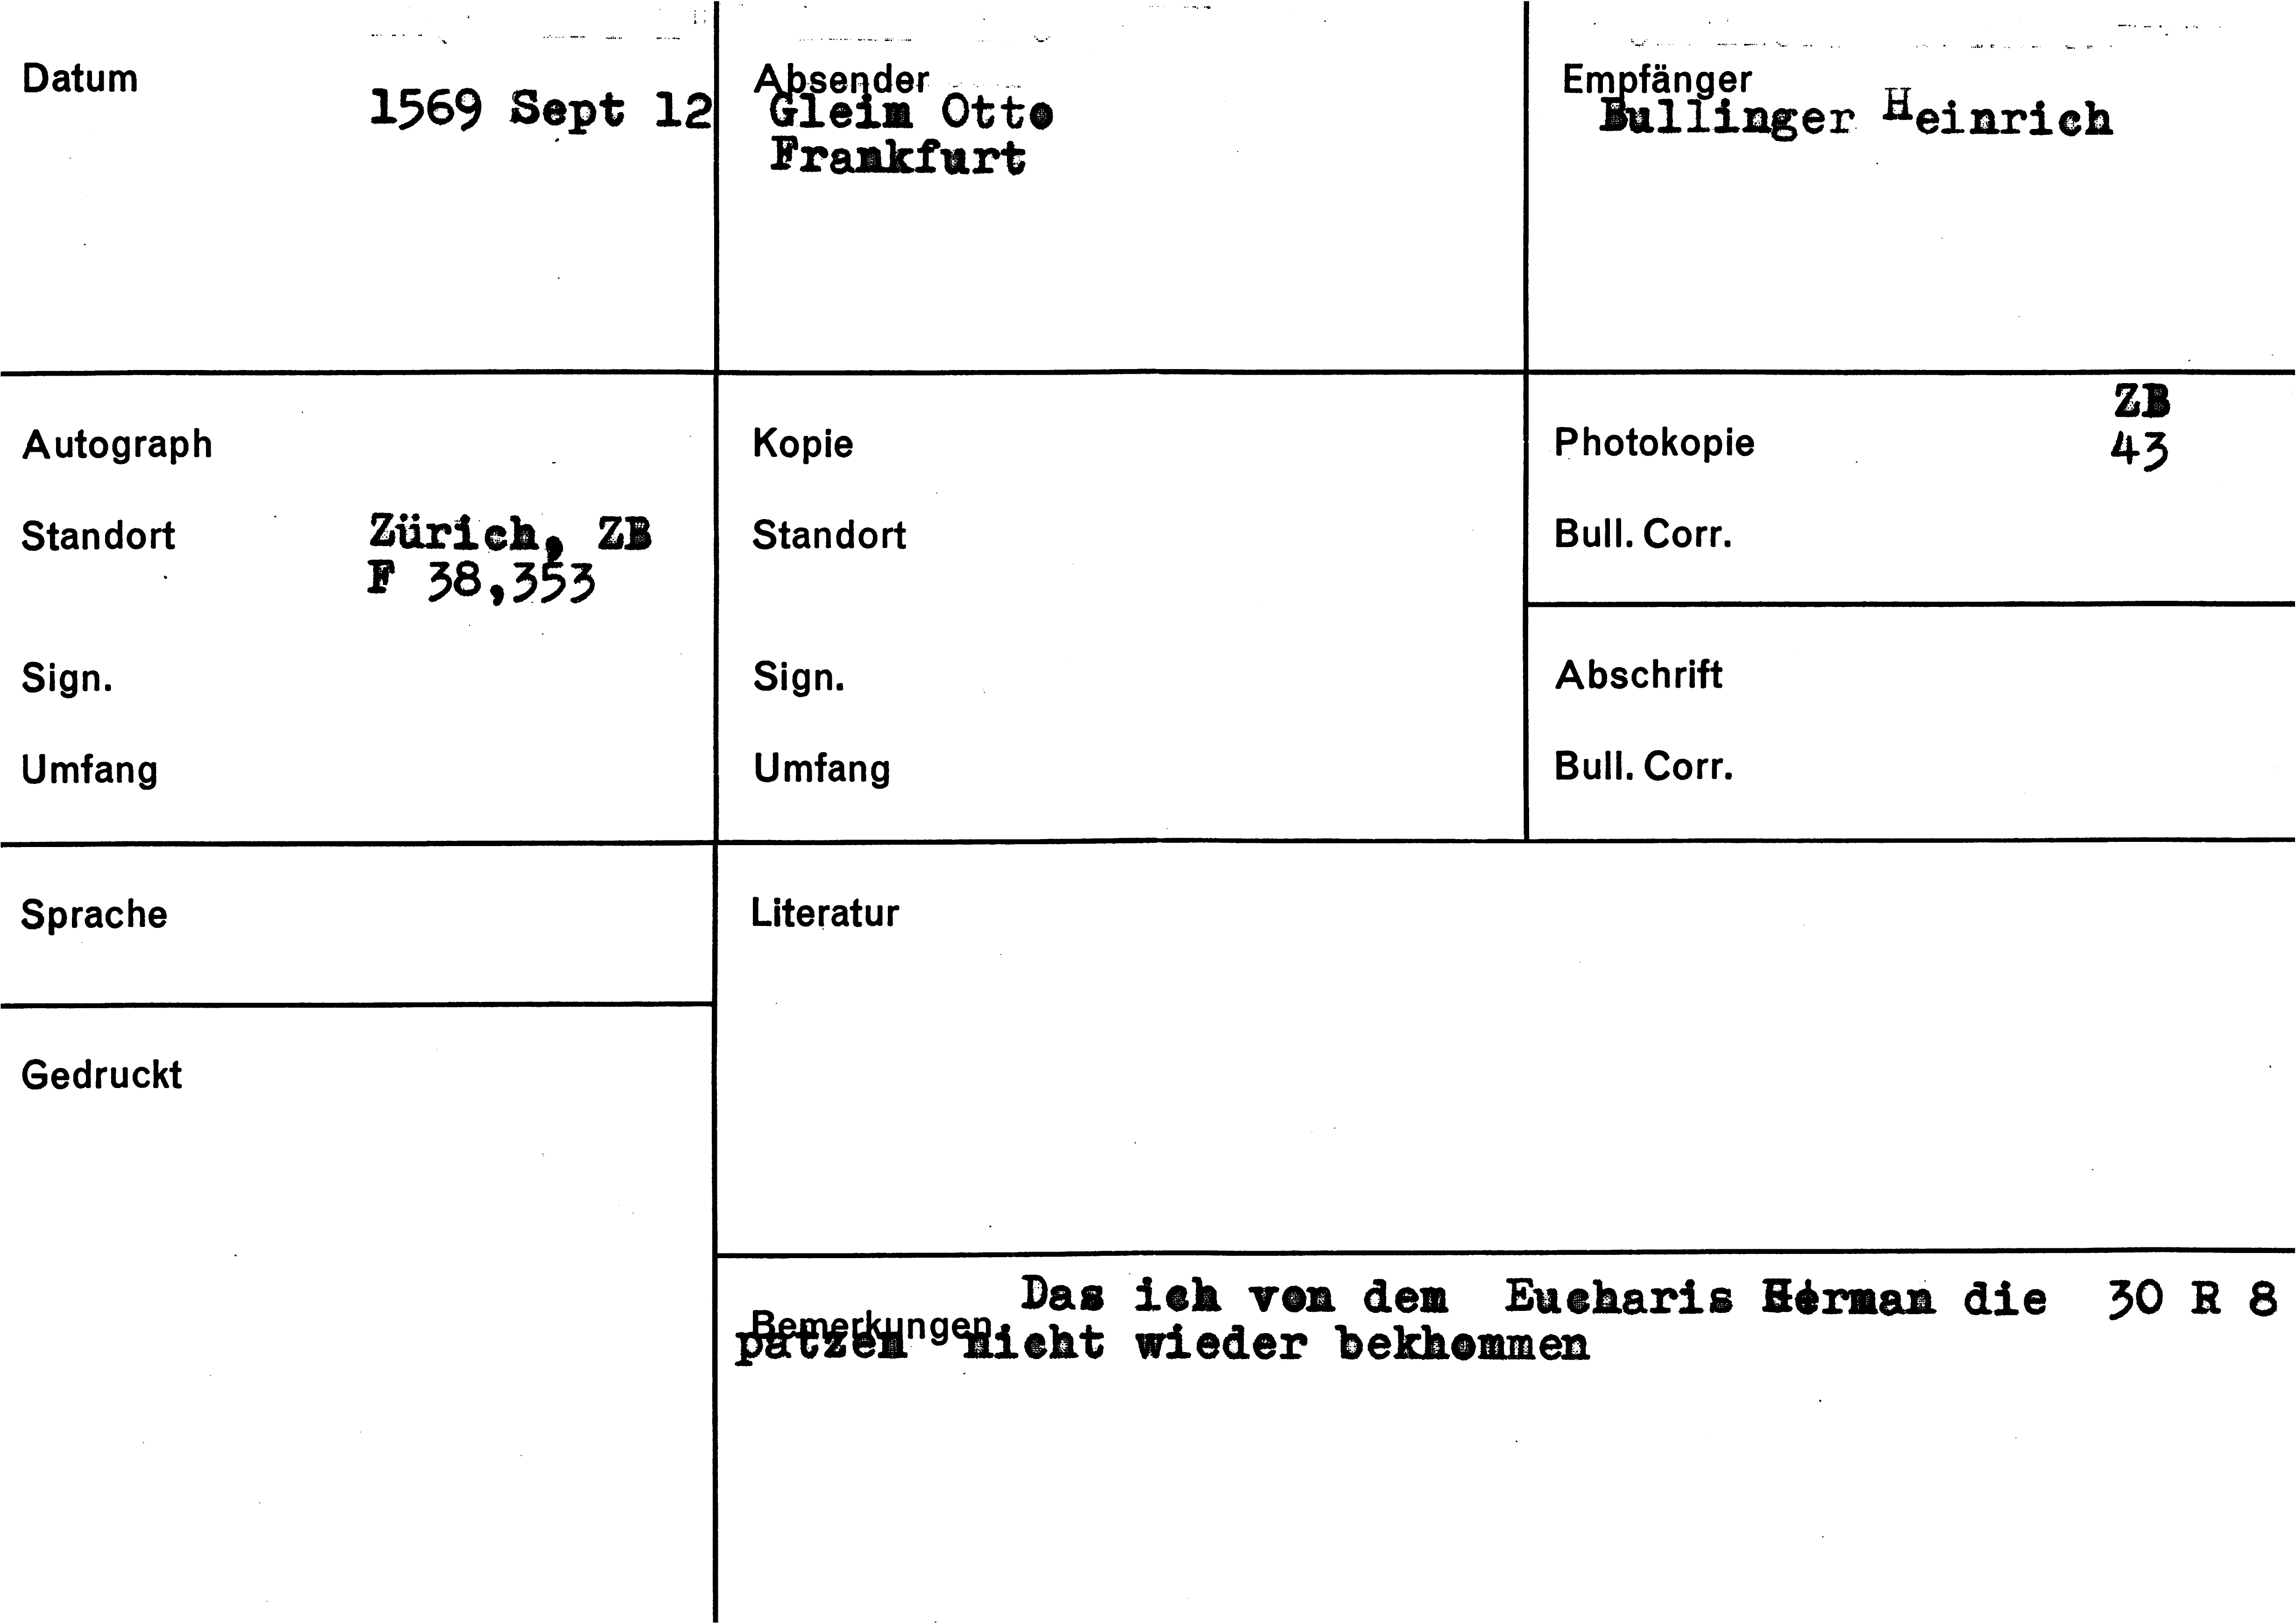 Datum
1569 Sept 12
Absender
Gleim Otto
Frankfurt
Empfänger
Bullinger Heinrich
Autograph
Standort
Zürich, ZB
F 38,353
Sign.
Umfang
Kopie
Standort
Sign.
Umfang
Photokopie
ZB
43
Bull. Corr.
Abschrift
Bull. Corr.
Sprache
Literatur
Gedruckt
Bemerkungen
Das ich von dem Eucharis Herman die 30 R 8
patzen nicht wieder bekhommen